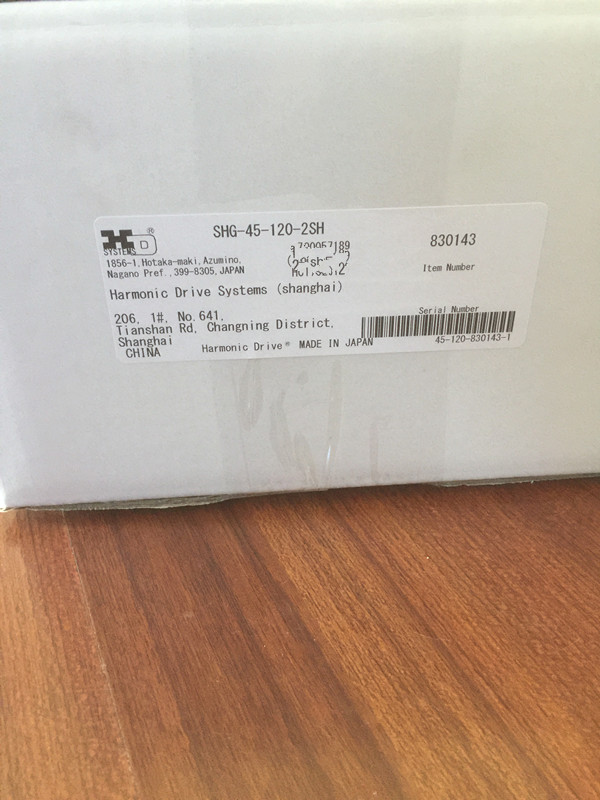 HD
®
SYSTEMS
SHG-45-120-2SH
830143
Item Number
1856-1, Hotaka-maki, Azumino,
Nagano Pref., 399-8305, JAPAN
Harmonic Drive Systems (shanghai)
206, 1#, No. 641,
Tianshan Rd, Changning District,
Shanghai
CHINA
Harmonic Drive® MADE IN JAPAN
Serial Number
45-120-830143-1